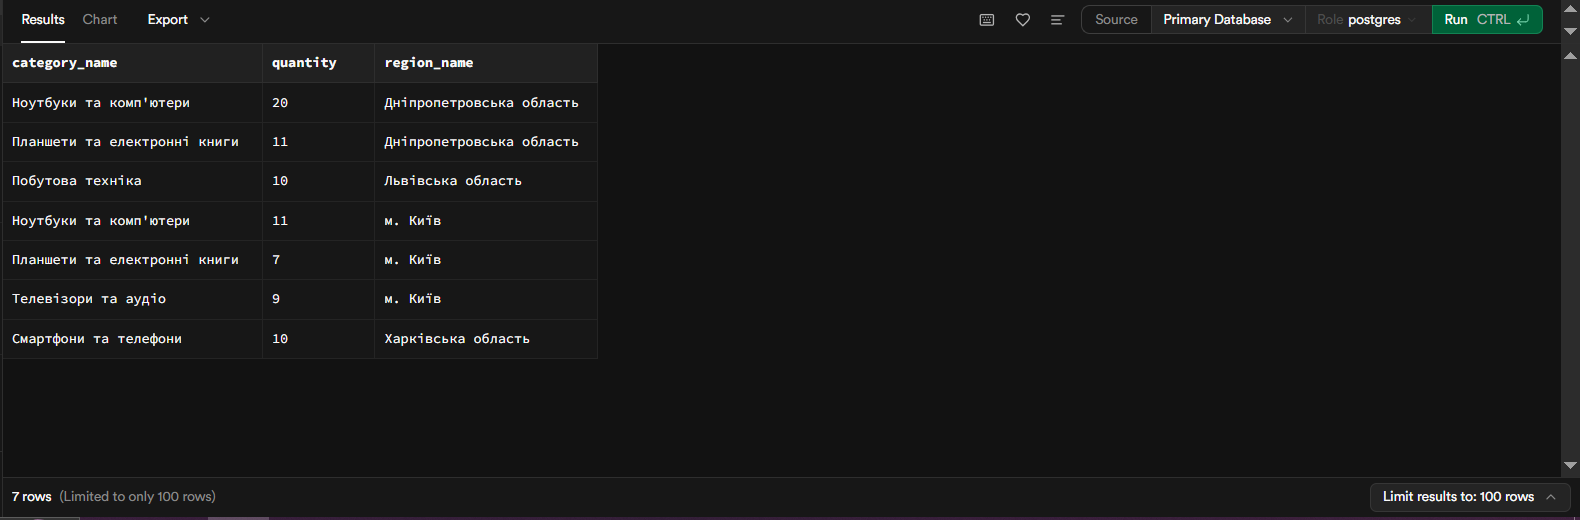 Results Chart Export Source Primary Database Role postgres Run CTRL
category_name quantity region_name
Ноутбуки та комп'ютери 20 Дніпропетровська область
Планшети та електронні книги 11 Дніпропетровська область
Побутова техніка 10 Львівська область
Ноутбуки та комп'ютери 11 м. Київ
Планшети та електронні книги 7 м. Київ
Телевізори та аудіо 9 м. Київ
Смартфони та телефони 10 Харківська область
7 rows (Limited to only 100 rows) Limit results to: 100 rows